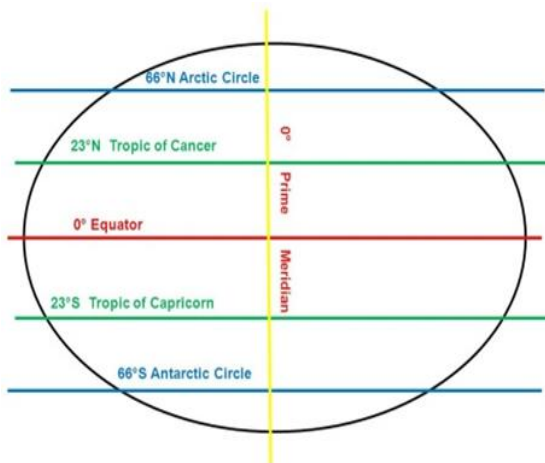 66°N Arctic Circle
0°
23°N Tropic of Cancer
Prime
0° Equator
Meridian
23°S Tropic of Capricorn
66°S Antarctic Circle